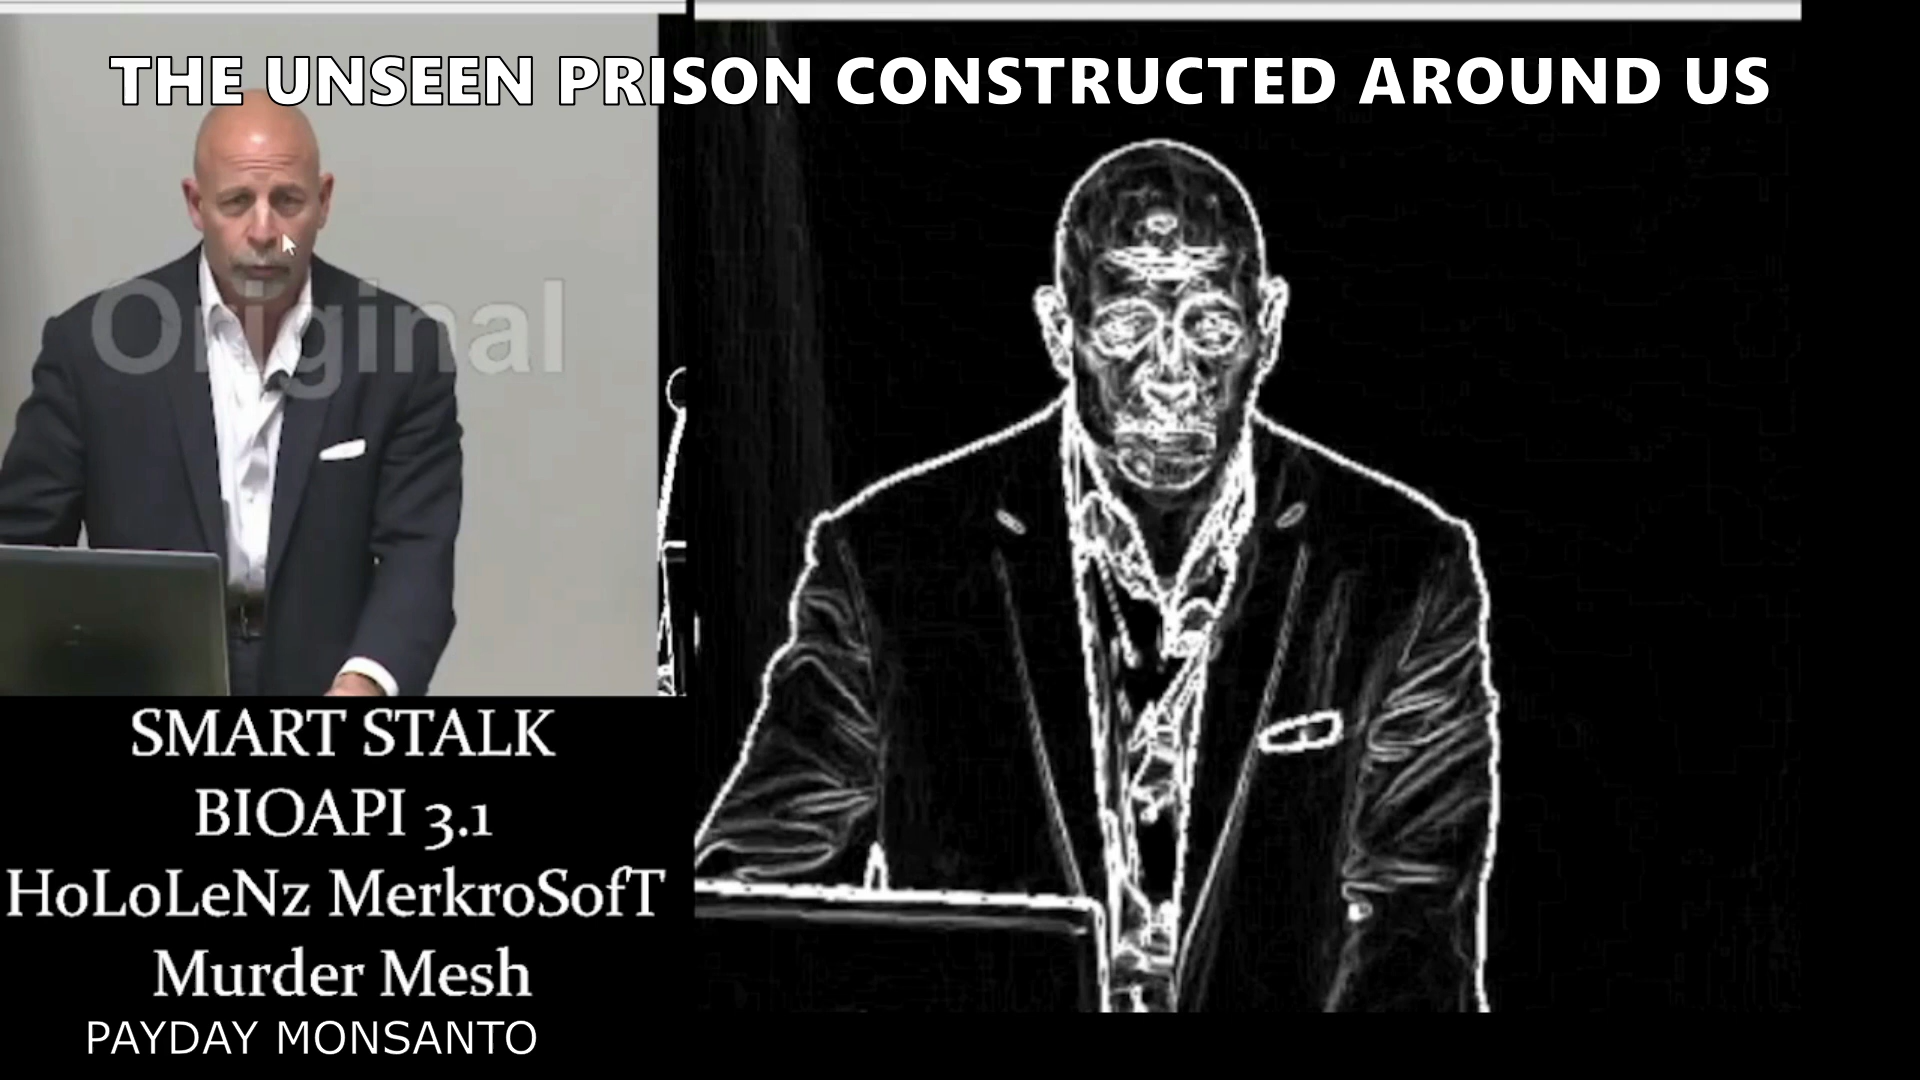 THE UNSEEN PRISON CONSTRUCTED AROUND US
Original
SMART STALK
BIOAPI 3.1
HoLoLeNz MerkroSofT
Murder Mesh
PAYDAY MONSANTO